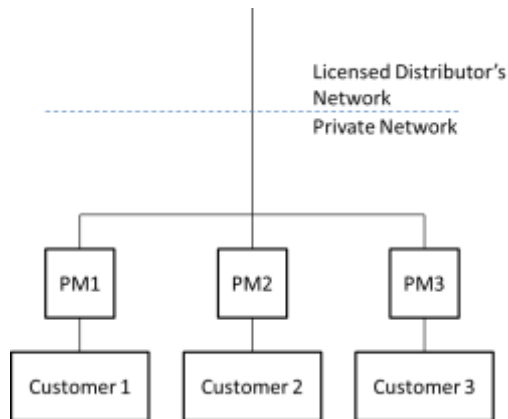 Licensed Distributor's
Network
Private Network
PM1
PM2
PM3
Customer 1
Customer 2
Customer 3